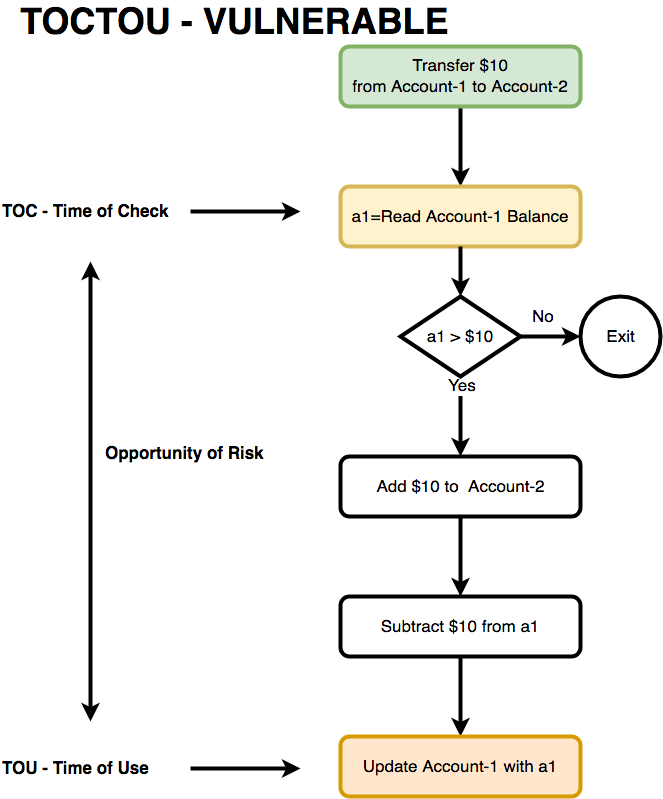 TOCTOU - VULNERABLE
Transfer $10
from Account-1 to Account-2
TOC - Time of Check
a1=Read Account-1 Balance
a1 > $10
No
Exit
Yes
Opportunity of Risk
Add $10 to  Account-2
Subtract $10 from a1
TOU - Time of Use
Update Account-1 with a1